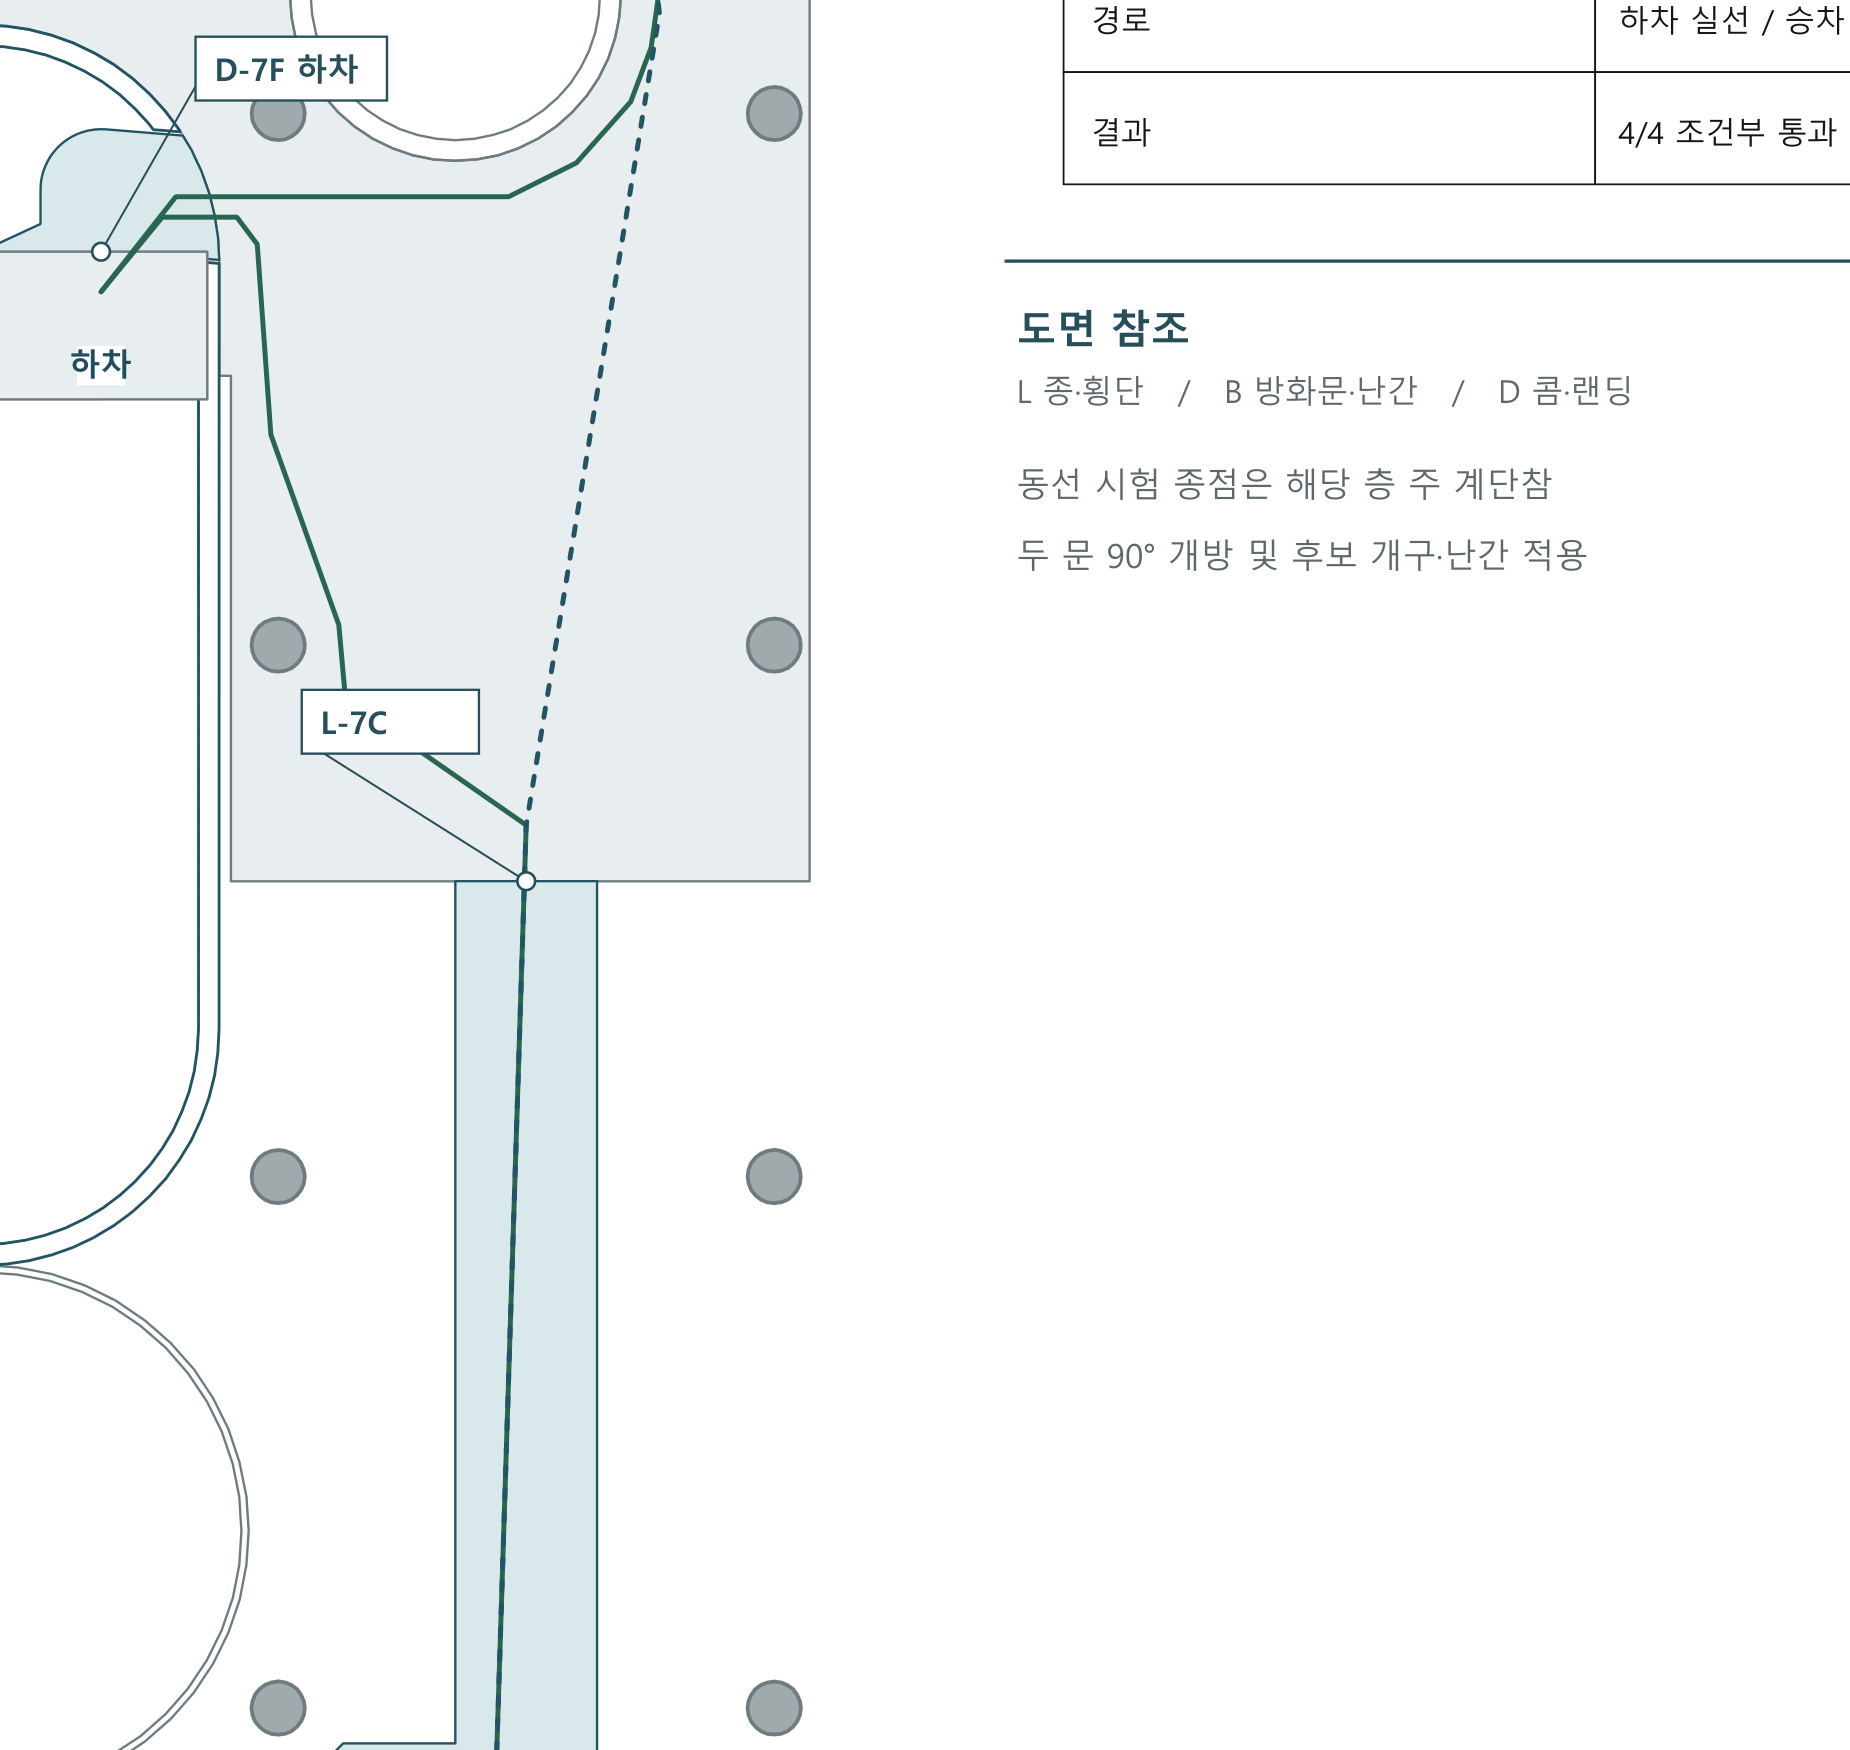 D-7F 하차
하차
L-7C
경로 하차 실선 / 승차
결과 4/4 조건부 통과
도면 참조
L 종·횡단 / B 방화문·난간 / D 콤·랜딩
동선 시험 종점은 해당 층 주 계단참
두 문 90° 개방 및 후보 개구·난간 적용